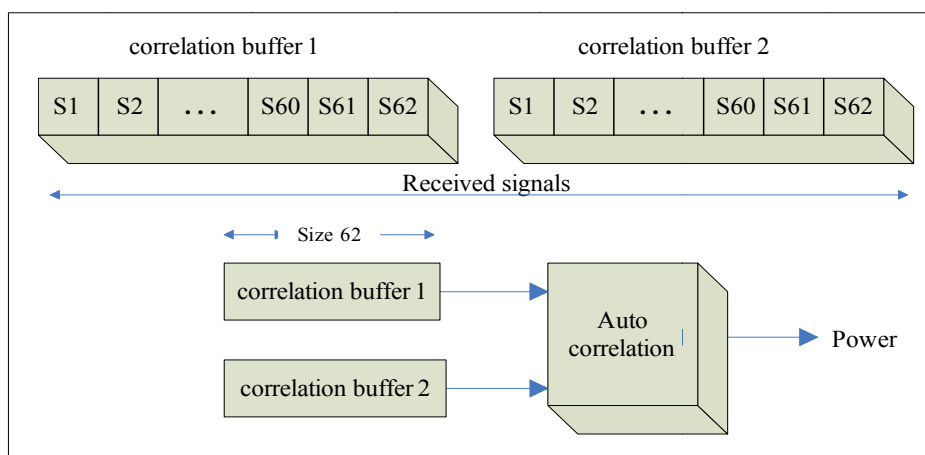 correlation buffer 1
correlation buffer 2
S1 S2 ... S60 S61 S62
S1 S2 ... S60 S61 S62
Received signals
Size 62
correlation buffer 1
correlation buffer 2
Auto
correlation
Power